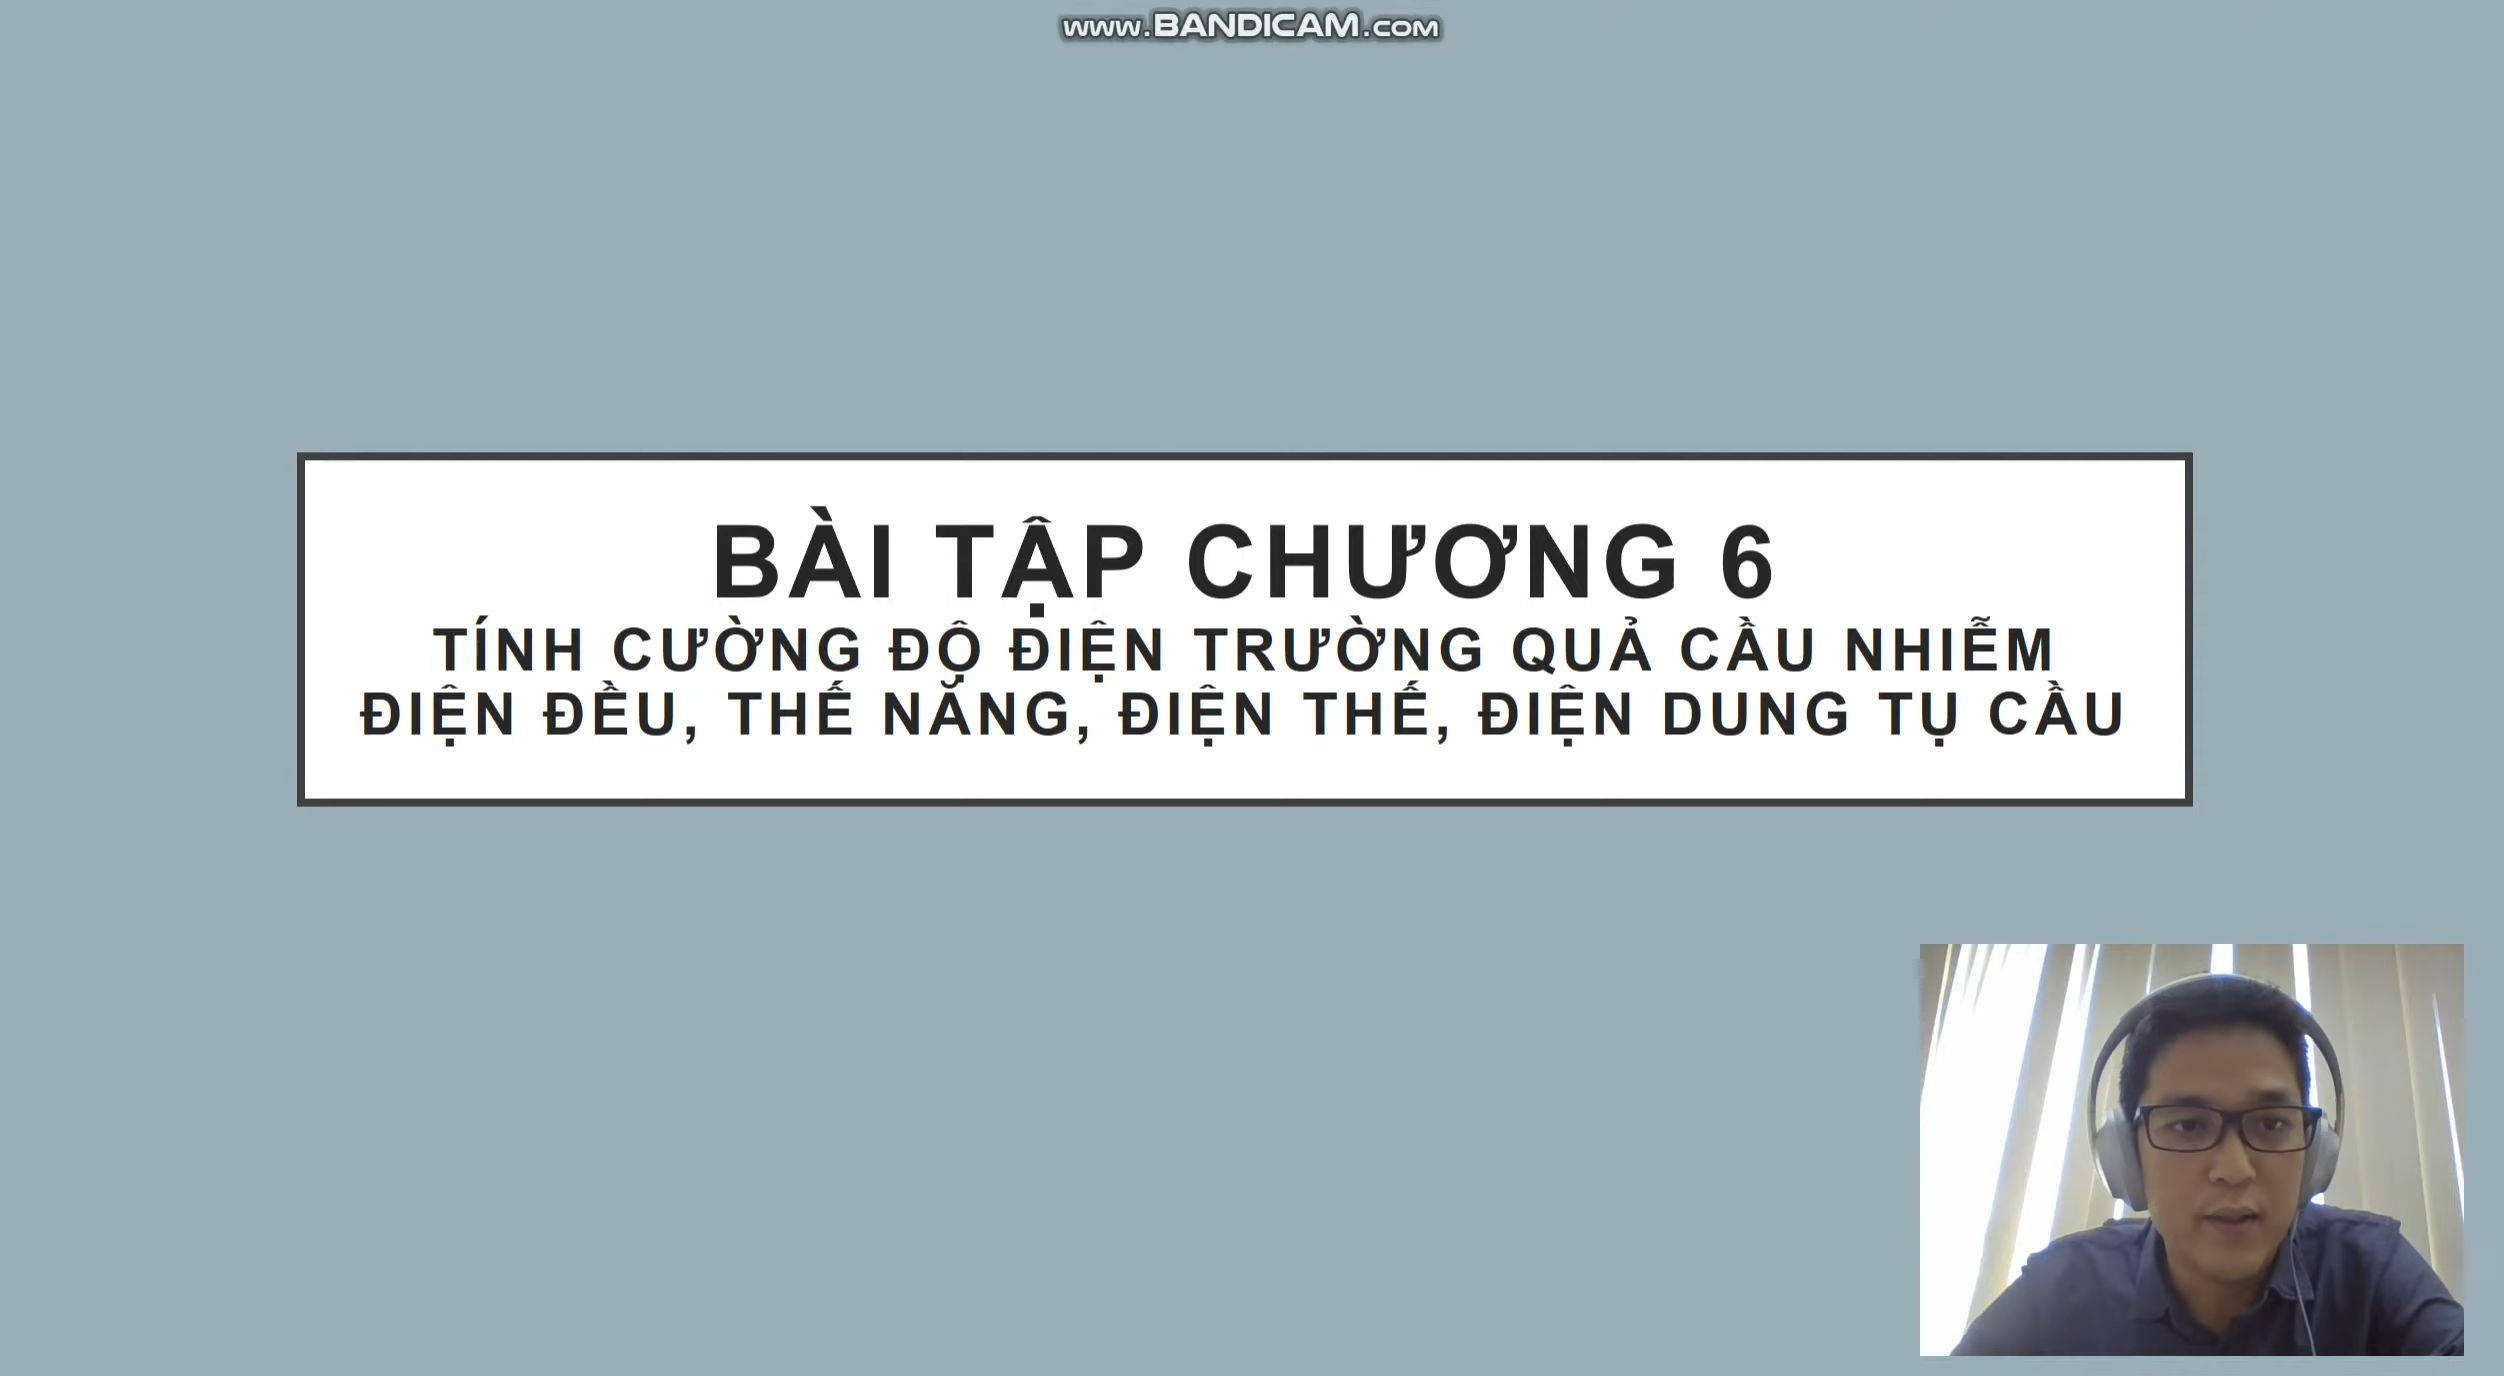 www.BANDICAM.com
BÀI TẬP CHƯƠNG 6
TÍNH CƯỜNG ĐỘ ĐIỆN TRƯỜNG QUẢ CẦU NHIỄM
ĐIỆN ĐỀU, THẾ NĂNG, ĐIỆN THẾ, ĐIỆN DUNG TỤ CẦU